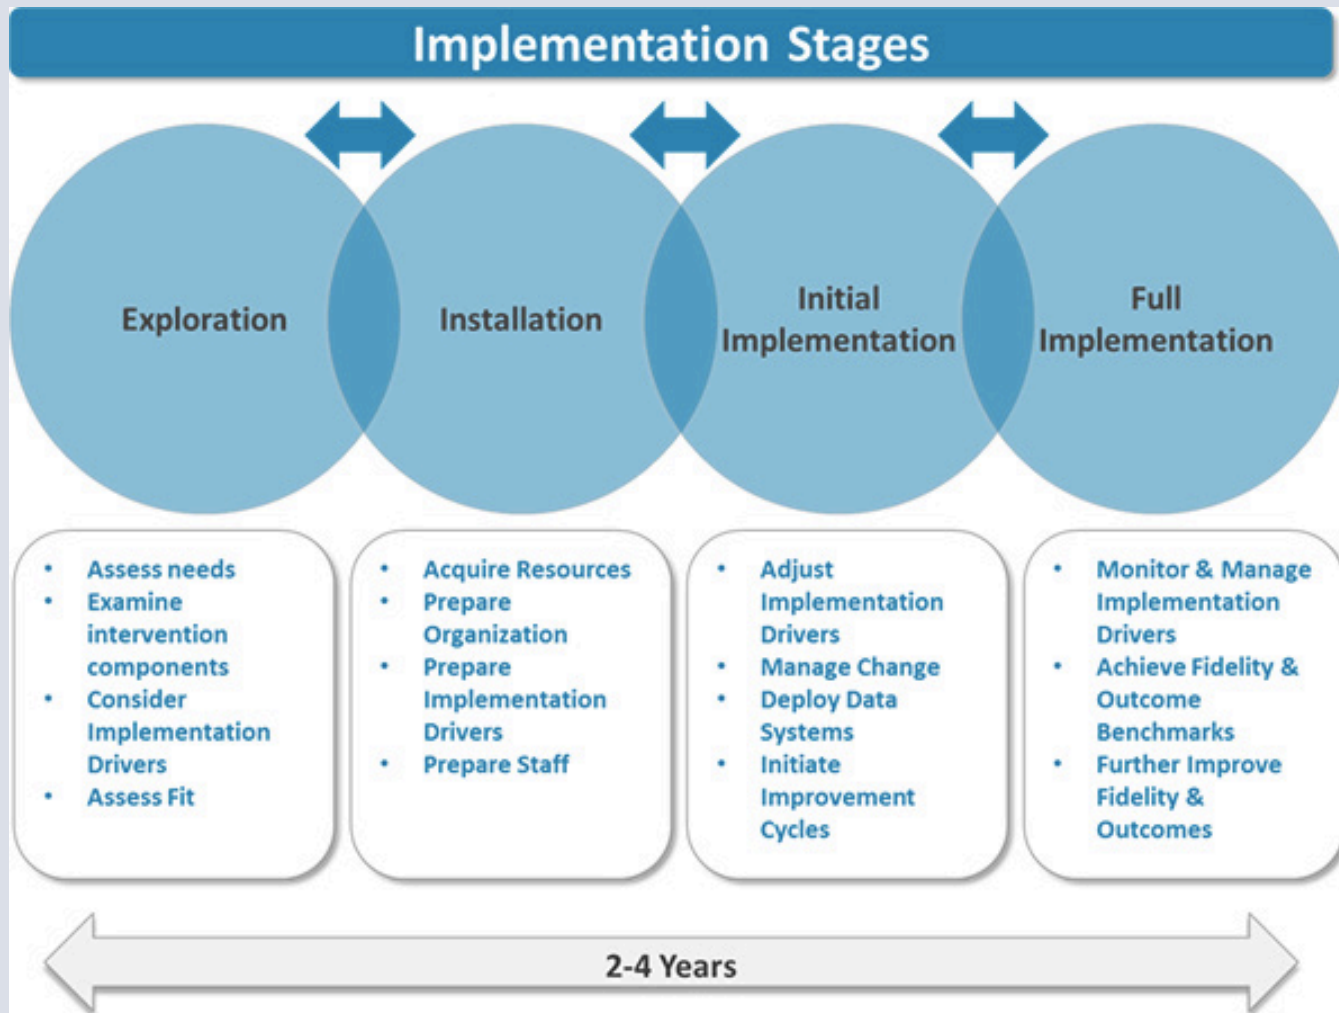 Implementation Stages
Exploration
Installation
Initial
Implementation
Full
Implementation
• Assess needs
• Examine
intervention
components
• Consider
Implementation
Drivers
• Assess Fit
• Acquire Resources
• Prepare
Organization
• Prepare
Implementation
Drivers
• Prepare Staff
• Adjust
Implementation
Drivers
• Manage Change
• Deploy Data
Systems
• Initiate
Improvement
Cycles
• Monitor & Manage
Implementation
Drivers
• Achieve Fidelity &
Outcome
Benchmarks
• Further Improve
Fidelity &
Outcomes
2-4 Years